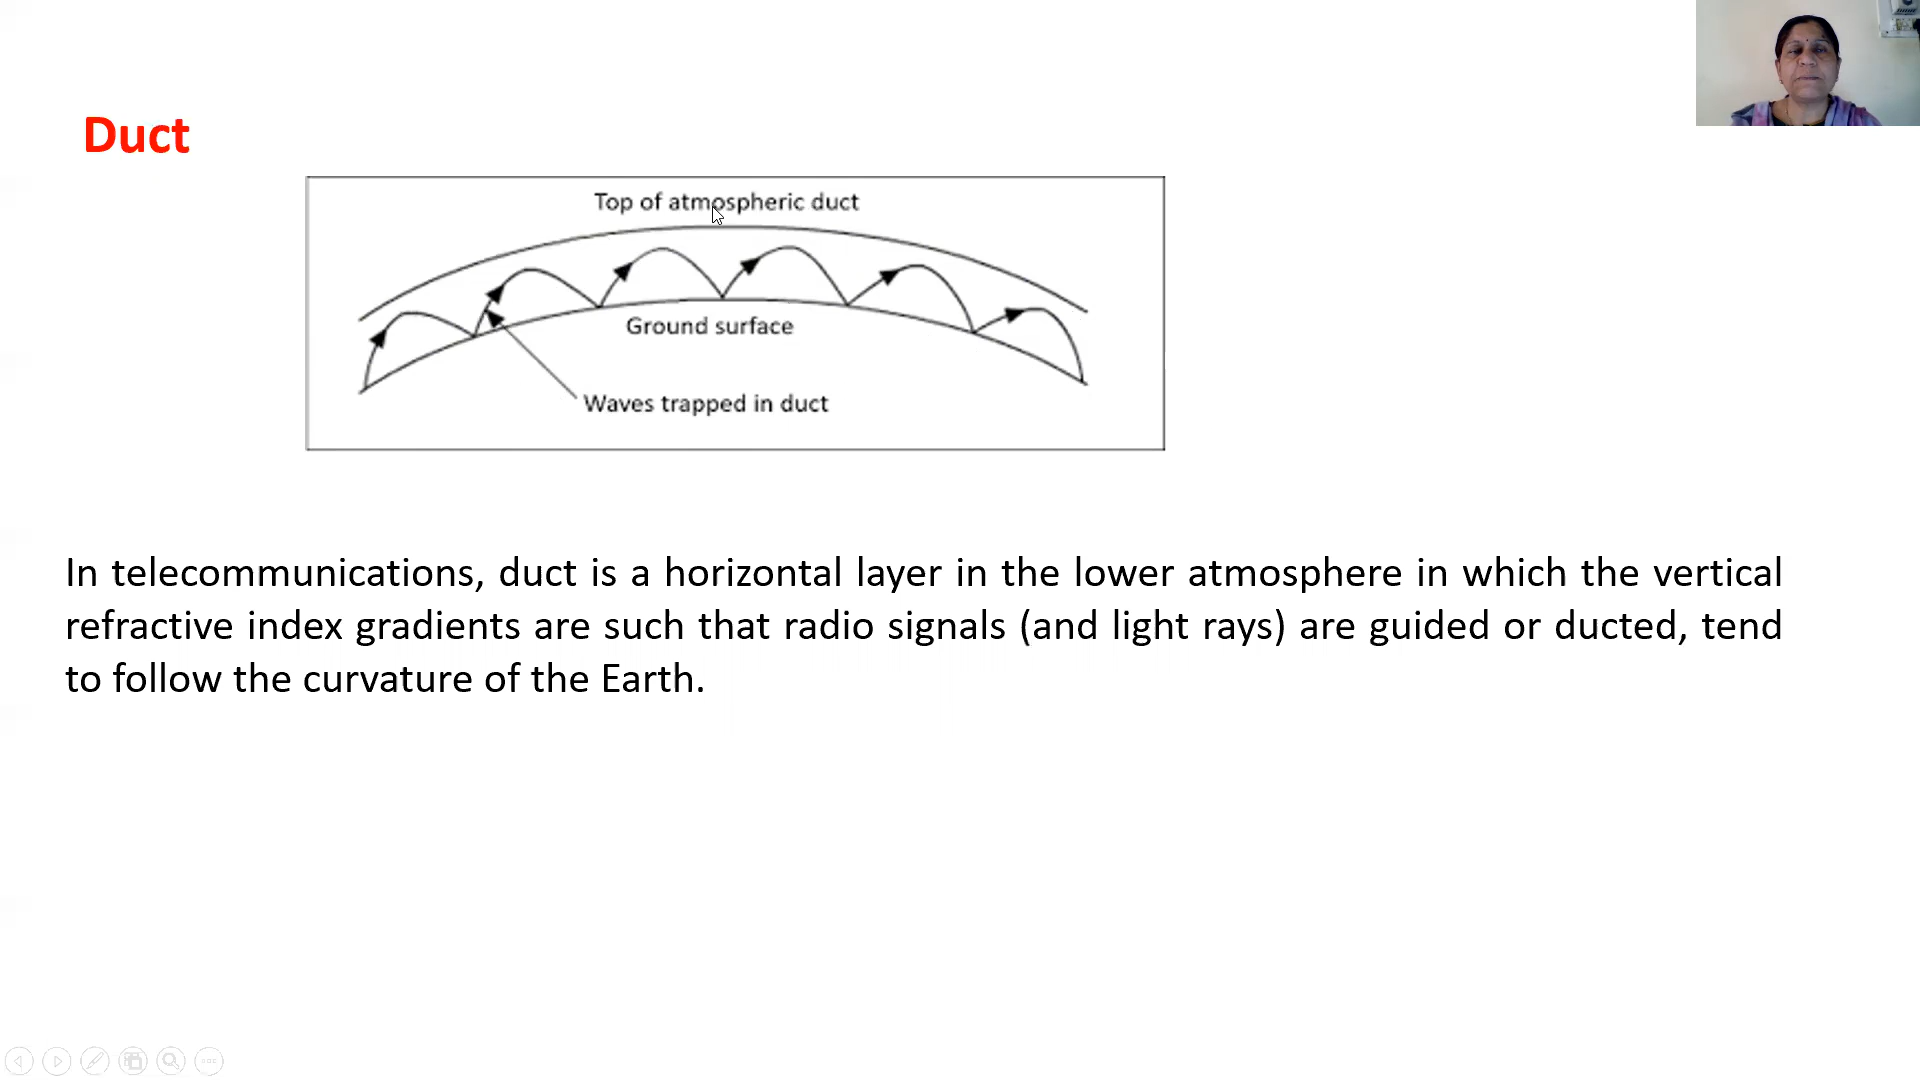 Duct
Top of atmospheric duct
Ground surface
Waves trapped in duct
In telecommunications, duct is a horizontal layer in the lower atmosphere in which the vertical
refractive index gradients are such that radio signals (and light rays) are guided or ducted, tend
to follow the curvature of the Earth.